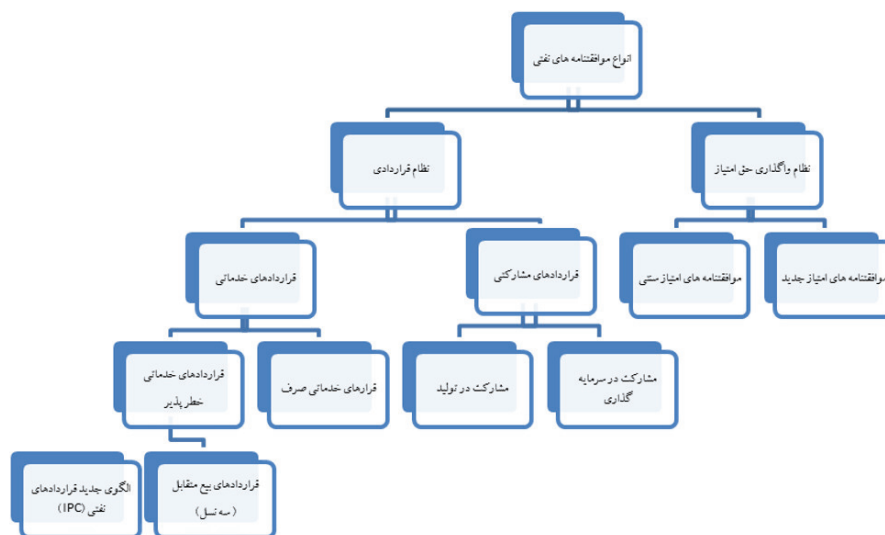 انواع موافقتنامه های نفتی
نظام واگذاری حق امتیاز
نظام قراردادی
موافقتنامه های امتیاز جدید
موافقتنامه های امتیاز سنتی
قراردادهای مشارکتی
قراردادهای خدماتی
مشارکت در سرمایه
گذاری
مشارکت در تولید
قرارهای خدماتی صرف
قراردادهای خدماتی
خطر پذیر
قراردادهای بیع متقابل
(سه نسل)
الگوی جدید قراردادهای
نفتی (IPC)